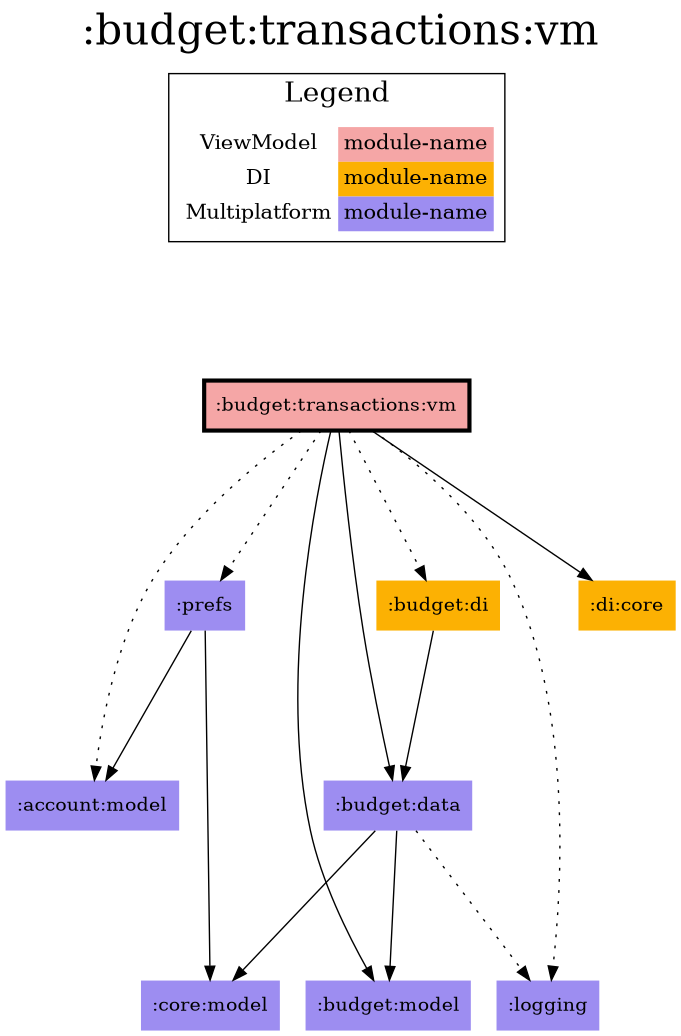 :budget:transactions:vm
Legend
ViewModel module-name
DI module-name
Multiplatform module-name
:budget:transactions:vm
:prefs :budget:di :di:core
:account:model :budget:data
:core:model :budget:model :logging